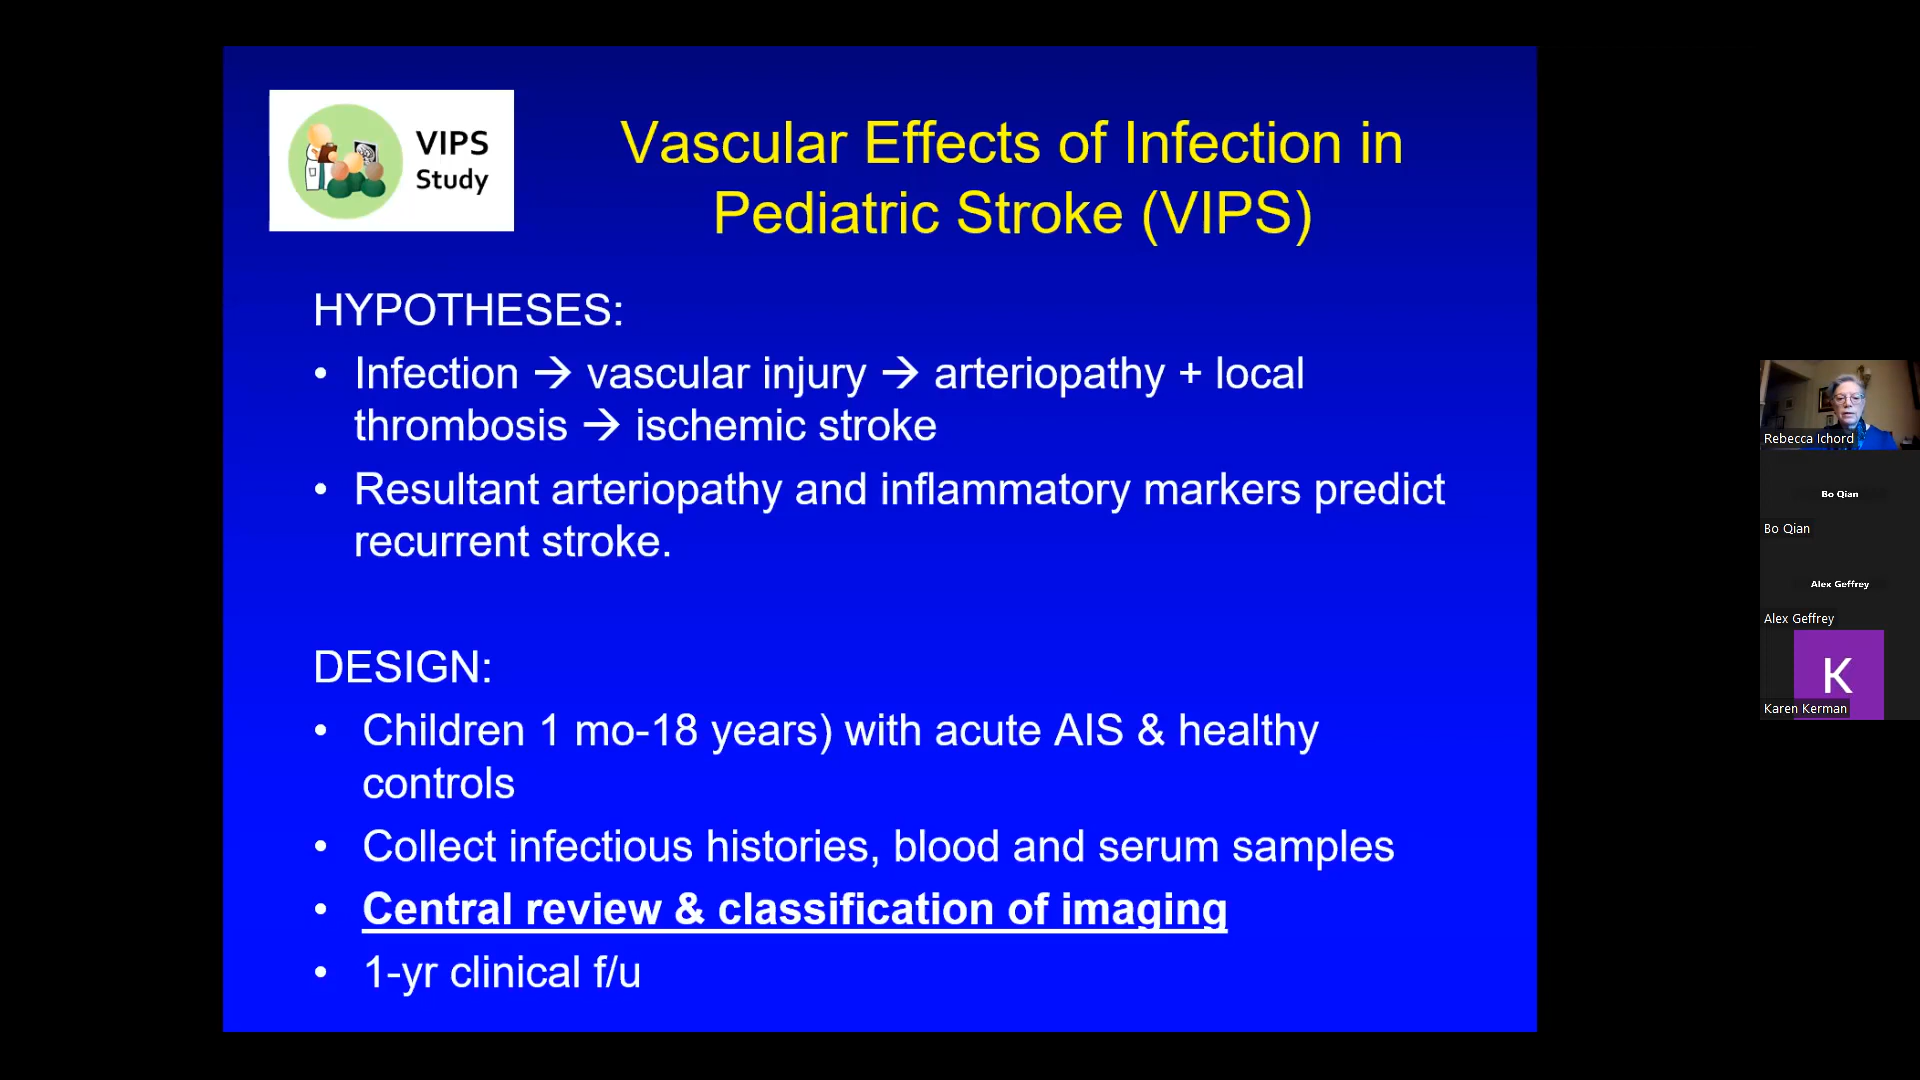 VIPS
Study
Vascular Effects of Infection in
Pediatric Stroke (VIPS)
HYPOTHESES:
• Infection → vascular injury → arteriopathy + local
thrombosis → ischemic stroke
• Resultant arteriopathy and inflammatory markers predict
recurrent stroke.
DESIGN:
• Children 1 mo-18 years) with acute AIS & healthy
controls
• Collect infectious histories, blood and serum samples
• Central review & classification of imaging
• 1-yr clinical f/u
Rebecca Ichord
Bo Qian
Bo Qian
Alex Geffrey
Alex Geffrey
K
Karen Kerman